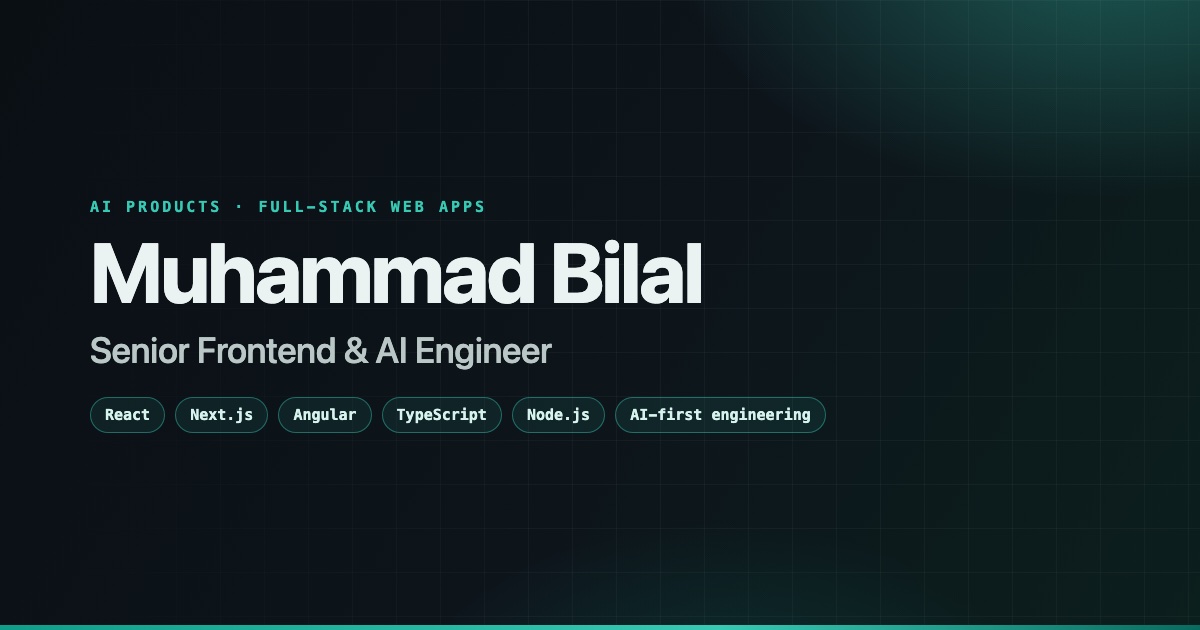 AI PRODUCTS · FULL-STACK WEB APPS
Muhammad Bilal
Senior Frontend & AI Engineer
React Next.js Angular TypeScript Node.js AI-first engineering